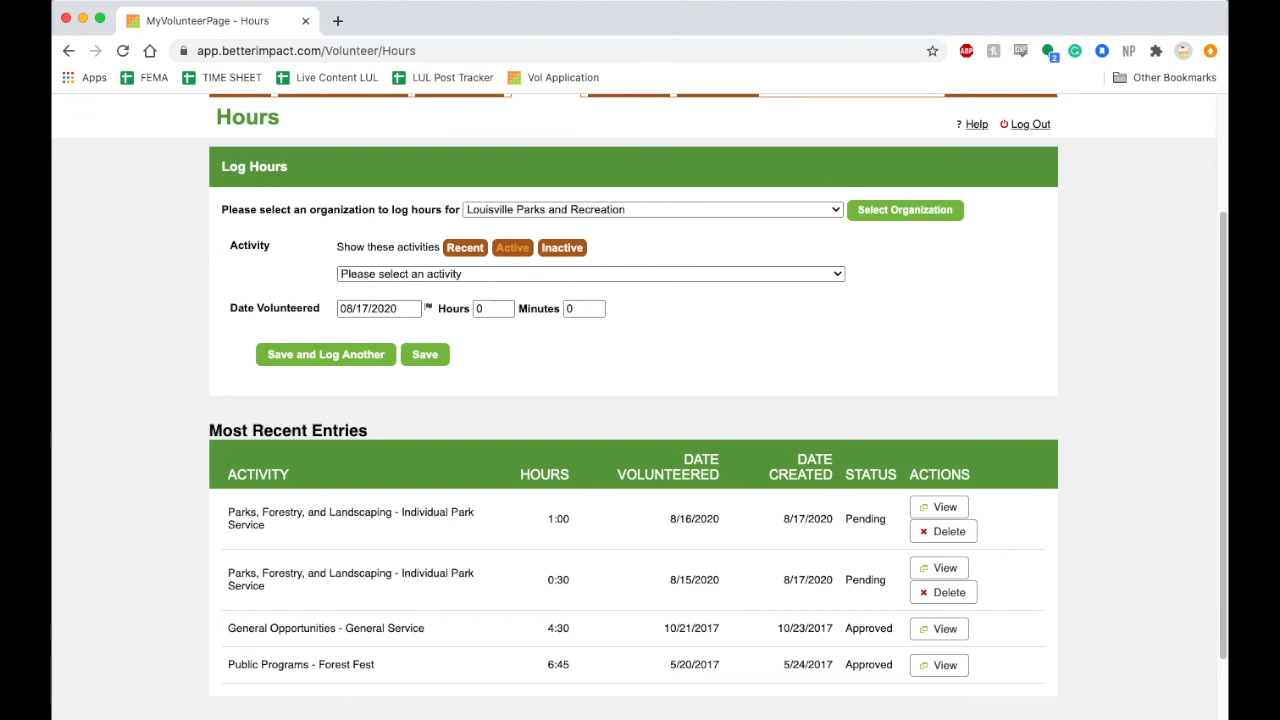 MyVolunteerPage - Hours
app.betterimpact.com/Volunteer/Hours
ABP
2
NP
Apps FEMA TIME SHEET Live Content LUL LUL Post Tracker Vol Application Other Bookmarks
Hours
? Help Log Out
Log Hours
Please select an organization to log hours for Louisville Parks and Recreation Select Organization
Activity Show these activities Recent Active Inactive
Please select an activity
Date Volunteered 08/17/2020 Hours 0 Minutes 0
Save and Log Another Save
Most Recent Entries
ACTIVITY HOURS DATE VOLUNTEERED DATE CREATED STATUS ACTIONS
Parks, Forestry, and Landscaping - Individual Park Service 1:00 8/16/2020 8/17/2020 Pending View Delete
Parks, Forestry, and Landscaping - Individual Park Service 0:30 8/15/2020 8/17/2020 Pending View Delete
General Opportunities - General Service 4:30 10/21/2017 10/23/2017 Approved View
Public Programs - Forest Fest 6:45 5/20/2017 5/24/2017 Approved View